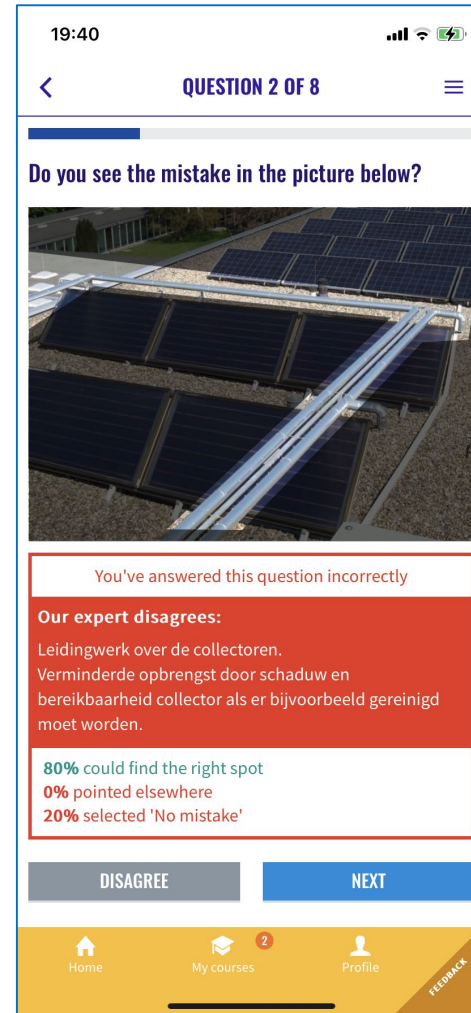 19:40
QUESTION 2 OF 8
Do you see the mistake in the picture below?
You've answered this question incorrectly
Our expert disagrees:
Leidingwerk over de collectoren.
Verminderde opbrengst door schaduw en
bereikbaarheid collector als er bijvoorbeeld gereinigd
moet worden.
80% could find the right spot
0% pointed elsewhere
20% selected 'No mistake'
DISAGREE NEXT
2
Home My courses Profile
FEEDBACK